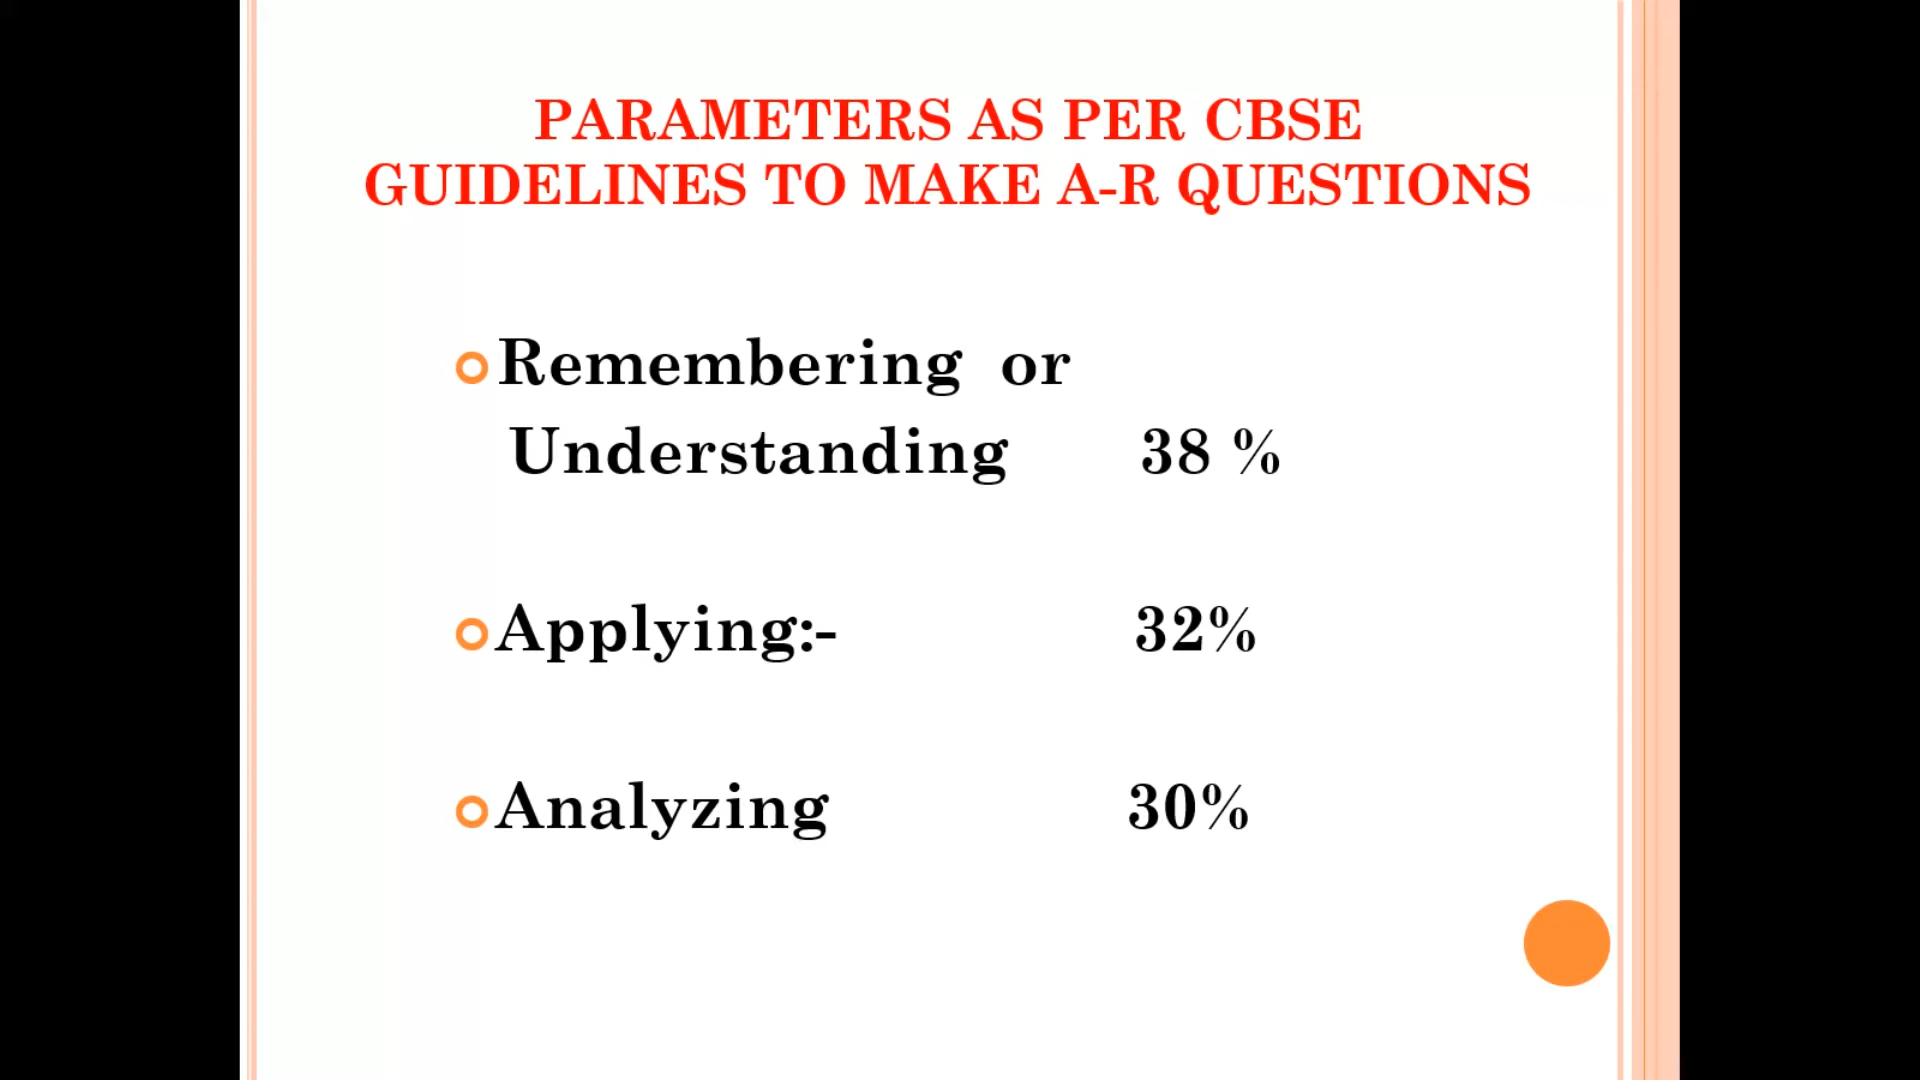 PARAMETERS AS PER CBSE
GUIDELINES TO MAKE A-R QUESTIONS
Remembering or
Understanding 38 %
Applying:- 32%
Analyzing 30%